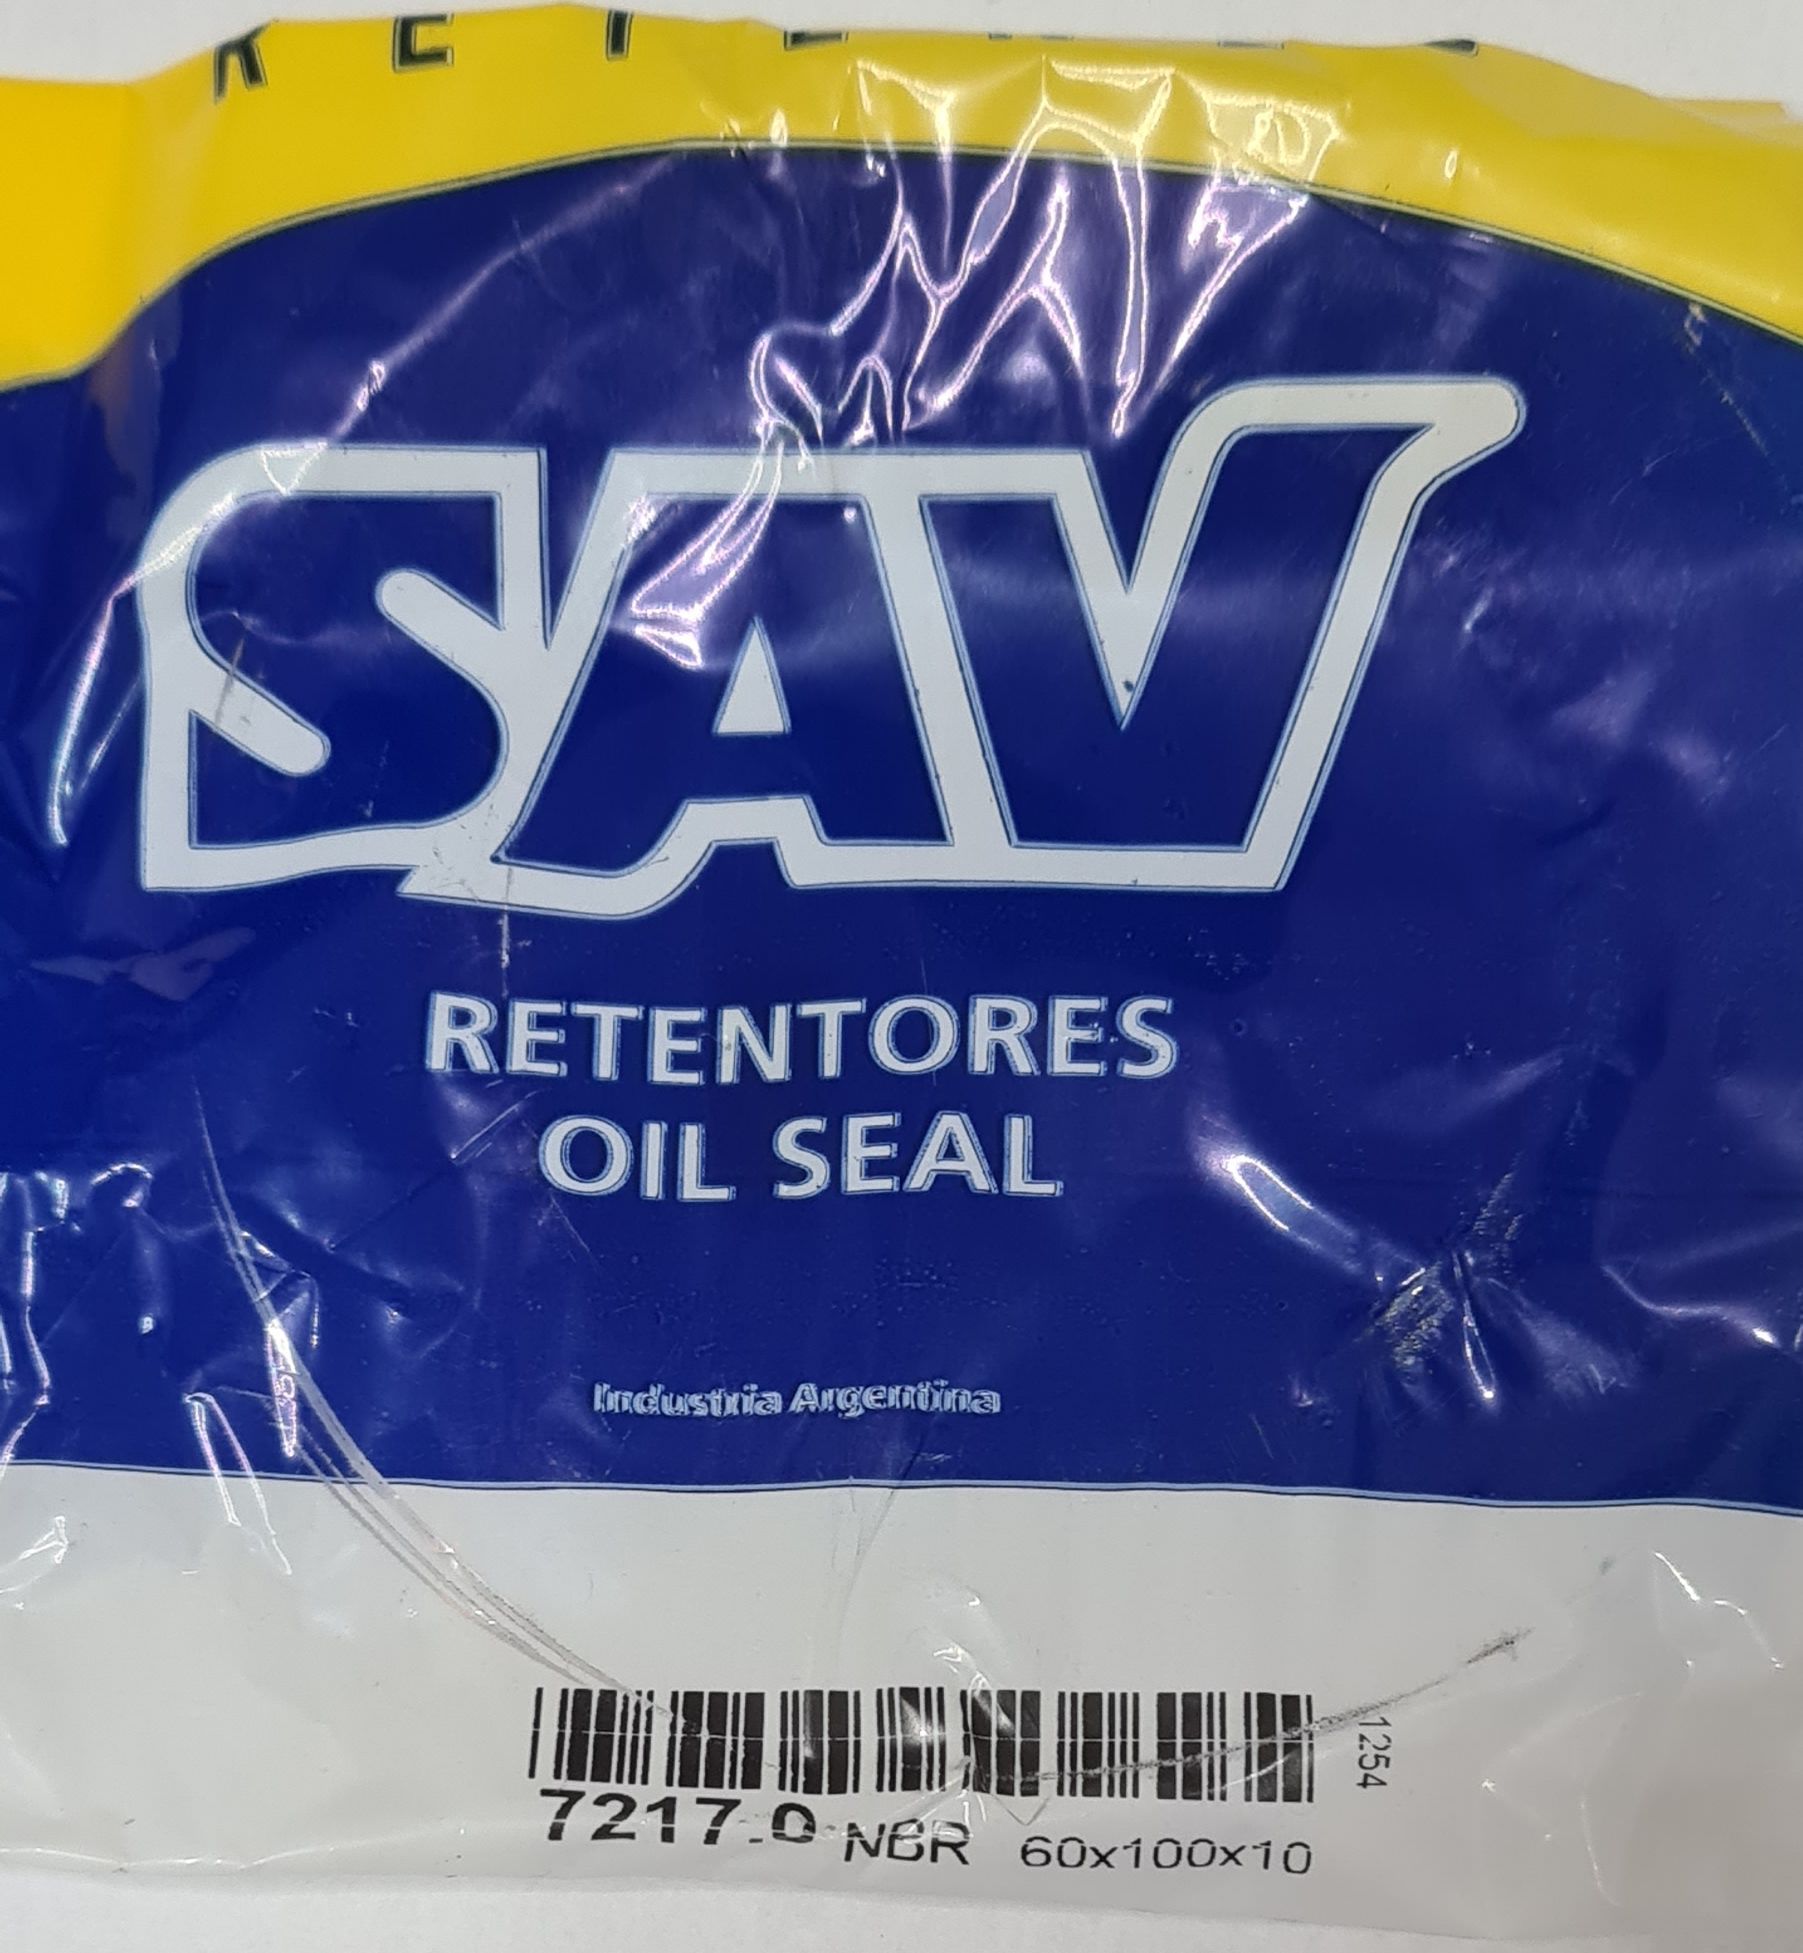 SAV
RETENTORES
OIL SEAL
Industria Argentina
1254
7217.0 NBR 60x100x10